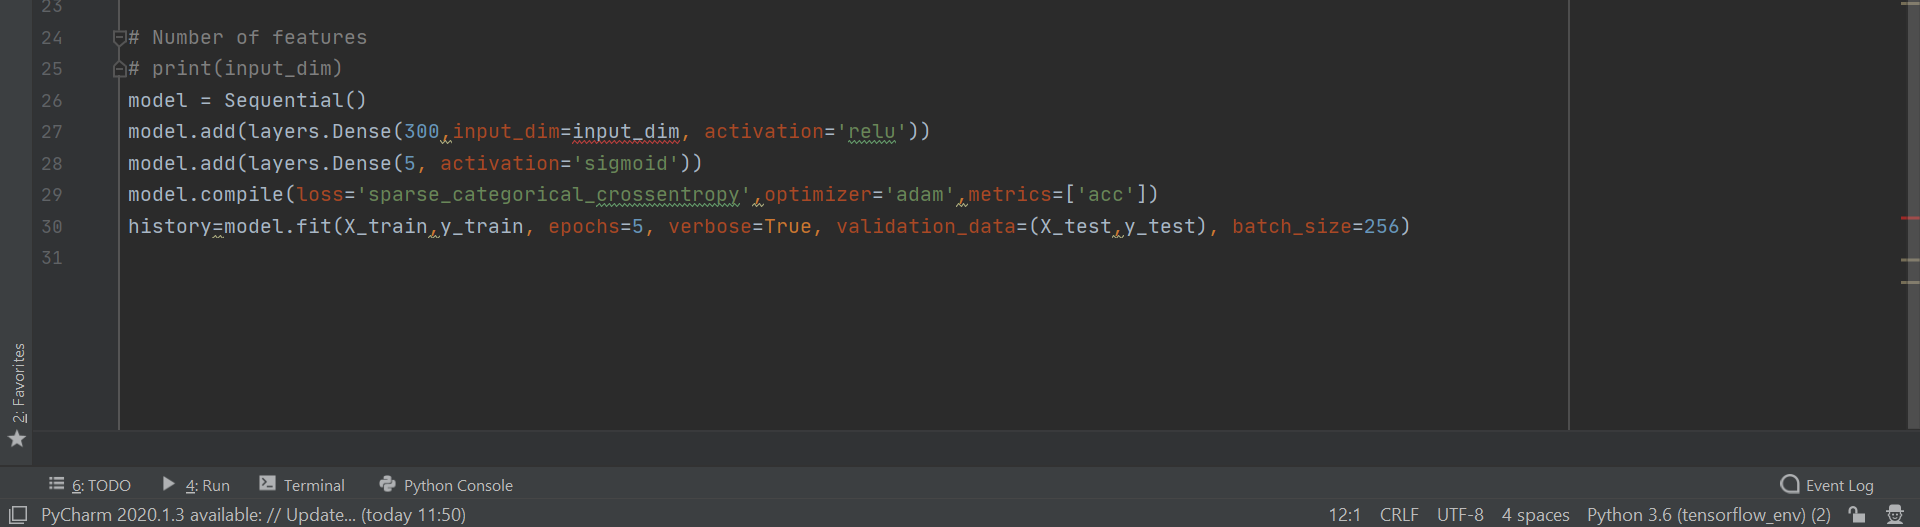 23
24 # Number of features
25 # print(input_dim)
26 model = Sequential()
27 model.add(layers.Dense(300,input_dim=input_dim, activation='relu'))
28 model.add(layers.Dense(5, activation='sigmoid'))
29 model.compile(loss='sparse_categorical_crossentropy',optimizer='adam',metrics=['acc'])
30 history=model.fit(X_train,y_train, epochs=5, verbose=True, validation_data=(X_test,y_test), batch_size=256)
31
2: Favorites
6: TODO 4: Run Terminal Python Console Event Log
PyCharm 2020.1.3 available: // Update... (today 11:50) 12:1 CRLF UTF-8 4 spaces Python 3.6 (tensorflow_env) (2)